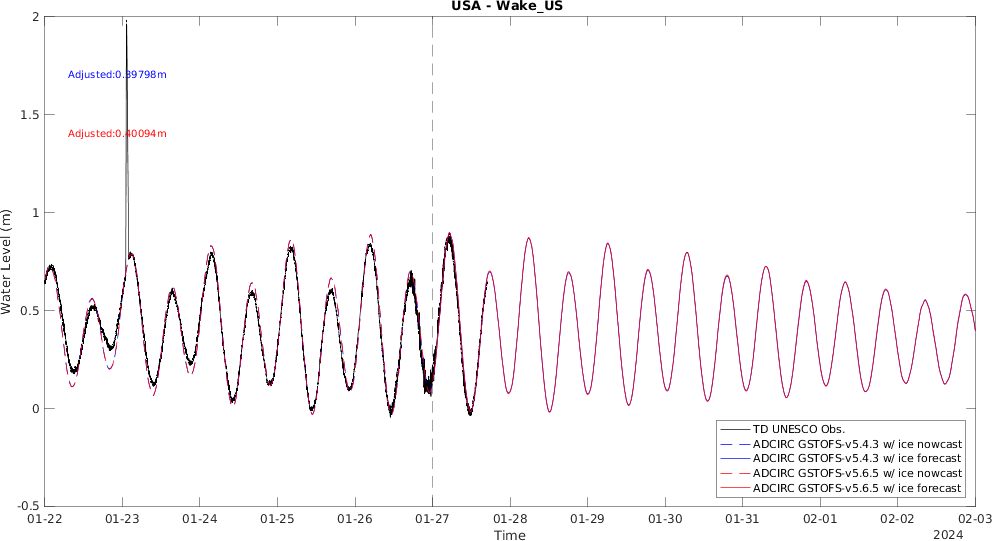 USA - Wake_US
Water Level (m)
2
1.5
1
0.5
0
-0.5
Adjusted:0.39798m
Adjusted:0.40094m
TD UNESCO Obs.
ADCIRC GSTOFS-v5.4.3 w/ ice nowcast
ADCIRC GSTOFS-v5.4.3 w/ ice forecast
ADCIRC GSTOFS-v5.6.5 w/ ice nowcast
ADCIRC GSTOFS-v5.6.5 w/ ice forecast
01-22 01-23 01-24 01-25 01-26 01-27 01-28 01-29 01-30 01-31 02-01 02-02 02-03
Time
2024